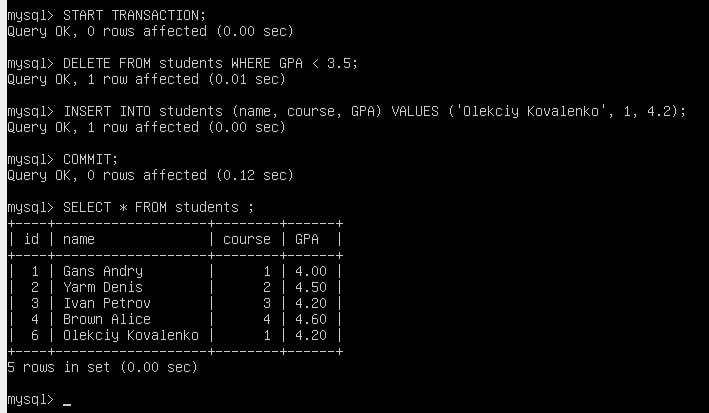 mysql> START TRANSACTION;
Query OK, 0 rows affected (0.00 sec)
mysql> DELETE FROM students WHERE GPA < 3.5;
Query OK, 1 row affected (0.01 sec)
mysql> INSERT INTO students (name, course, GPA) VALUES ('Olekciy Kovalenko', 1, 4.2);
Query OK, 1 row affected (0.00 sec)
mysql> COMMIT;
Query OK, 0 rows affected (0.12 sec)
mysql> SELECT * FROM students ;
+----+-------------------+--------+------+
| id | name              | course | GPA  |
+----+-------------------+--------+------+
|  1 | Gans Andry        |      1 | 4.00 |
|  2 | Yarm Denis        |      2 | 4.50 |
|  3 | Ivan Petrov       |      3 | 4.20 |
|  4 | Brown Alice       |      4 | 4.60 |
|  6 | Olekciy Kovalenko |      1 | 4.20 |
+----+-------------------+--------+------+
5 rows in set (0.00 sec)
mysql> _